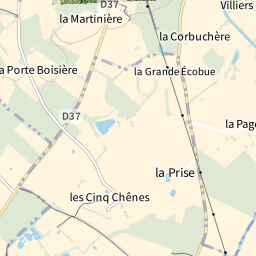 D37
Villiers
la Martinière
la Corbuchère
la Porte Boisière
la Grande Écobue
D37
la Page
la Prise
les Cinq Chênes